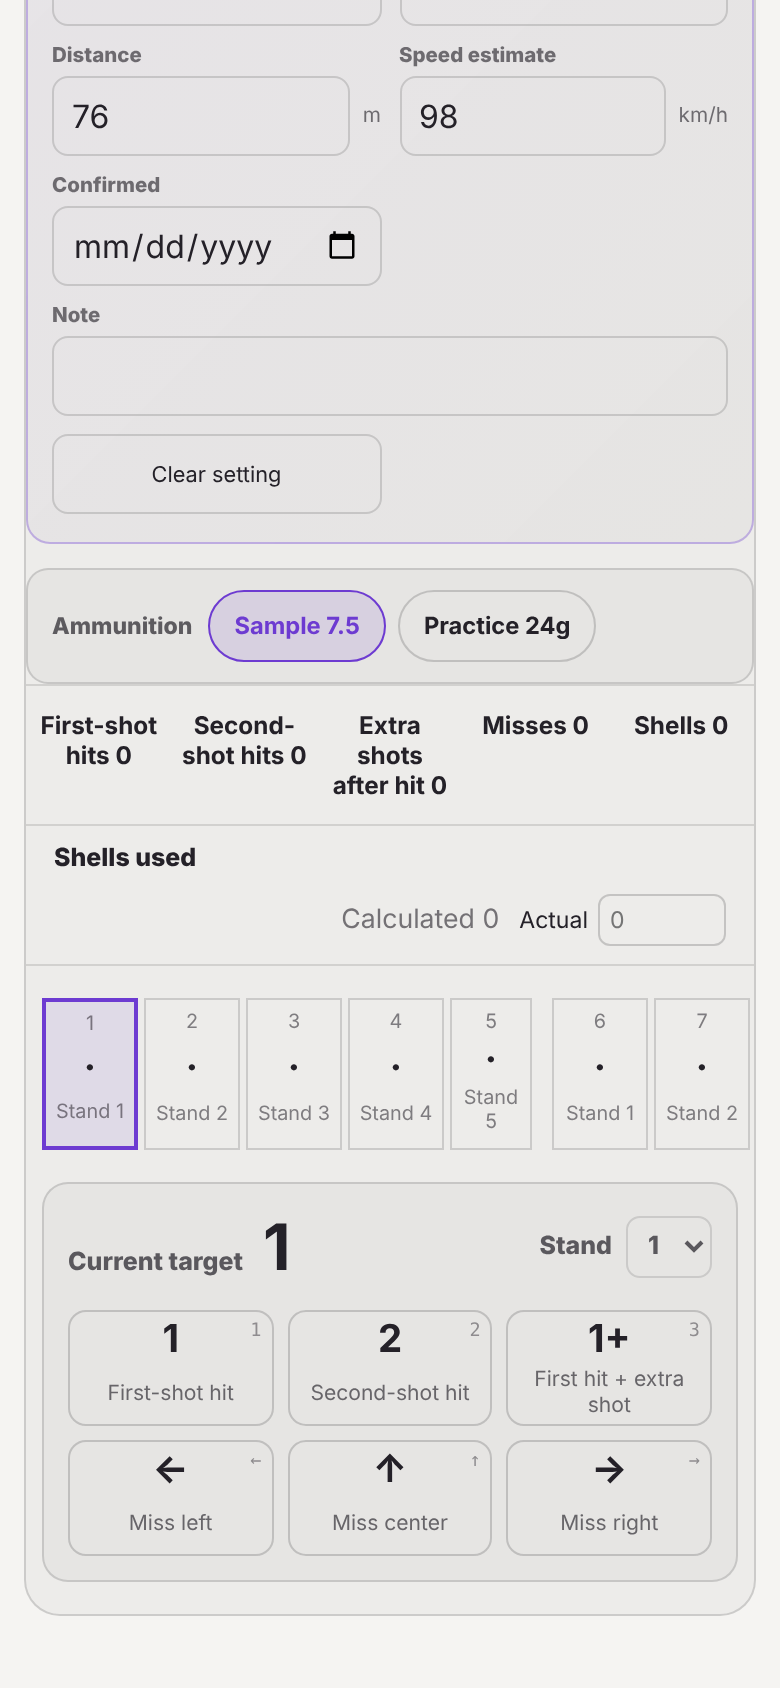 Distance
Speed estimate
76 m
98 km/h
Confirmed
mm/dd/yyyy
Note
Clear setting
Ammunition Sample 7.5 Practice 24g
First-shot
hits 0
Second-
shot hits 0
Extra
shots
after hit 0
Misses 0
Shells 0
Shells used
Calculated 0 Actual 0
1
Stand 1
2
Stand 2
3
Stand 3
4
Stand 4
5
Stand
5
6
Stand 1
7
Stand 2
Current target 1
Stand 1
1 1
First-shot hit
2 2
Second-shot hit
1+ 3
First hit + extra
shot
← ←
Miss left
↑ ↑
Miss center
→ →
Miss right